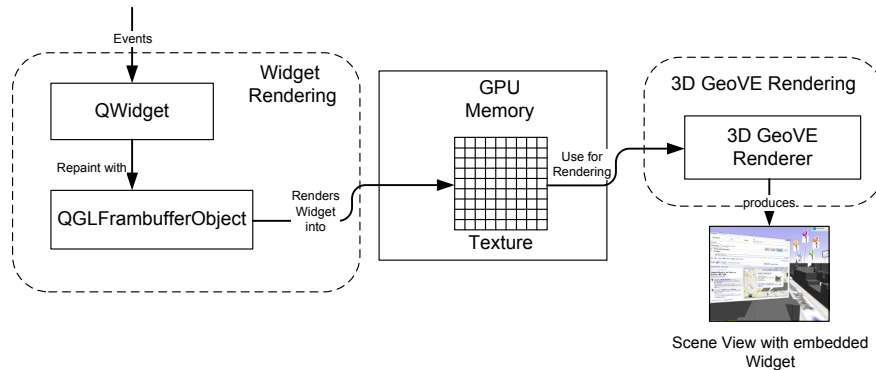 Events
Widget
Rendering
QWidget
Repaint with
QGLFrambufferObject
Renders
Widget
into
GPU
Memory
Texture
Use for
Rendering
3D GeoVE Rendering
3D GeoVE
Renderer
produces
Scene View with embedded
Widget